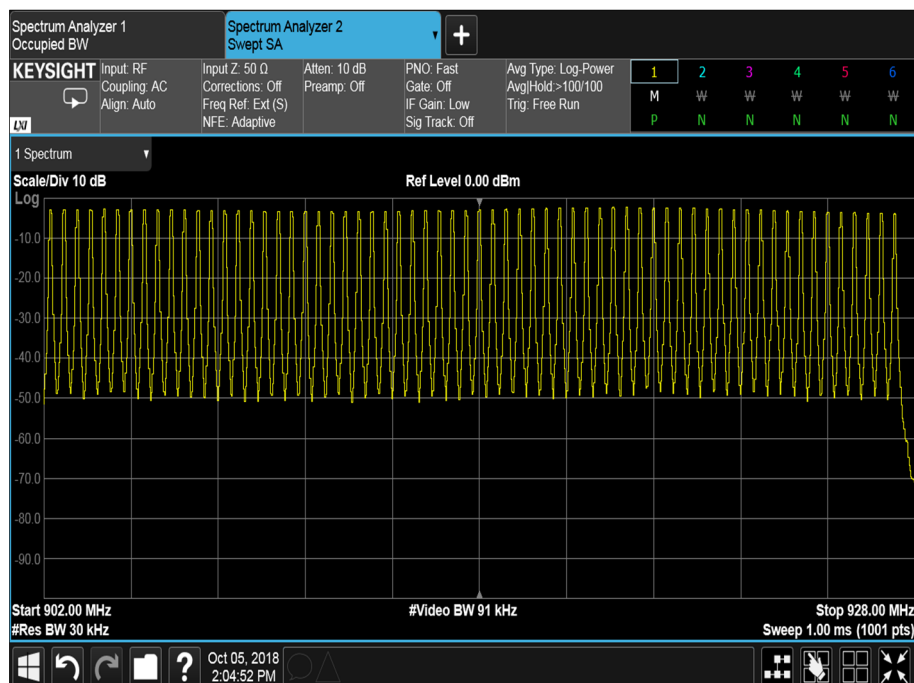 Spectrum Analyzer 1
Occupied BW
Spectrum Analyzer 2
Swept SA
KEYSIGHT
LXI
Input: RF
Coupling: AC
Align: Auto
Input Z: 50 Ω
Corrections: Off
Freq Ref: Ext (S)
NFE: Adaptive
Atten: 10 dB
Preamp: Off
PNO: Fast
Gate: Off
IF Gain: Low
Sig Track: Off
Avg Type: Log-Power
Avg|Hold:>100/100
Trig: Free Run
1 2 3 4 5 6
M W W W W W
P N N N N N
1 Spectrum
Scale/Div 10 dB
Ref Level 0.00 dBm
Log
-10.0
-20.0
-30.0
-40.0
-50.0
-60.0
-70.0
-80.0
-90.0
Start 902.00 MHz
#Video BW 91 kHz
Stop 928.00 MHz
#Res BW 30 kHz
Sweep 1.00 ms (1001 pts)
?
Oct 05, 2018
2:04:52 PM